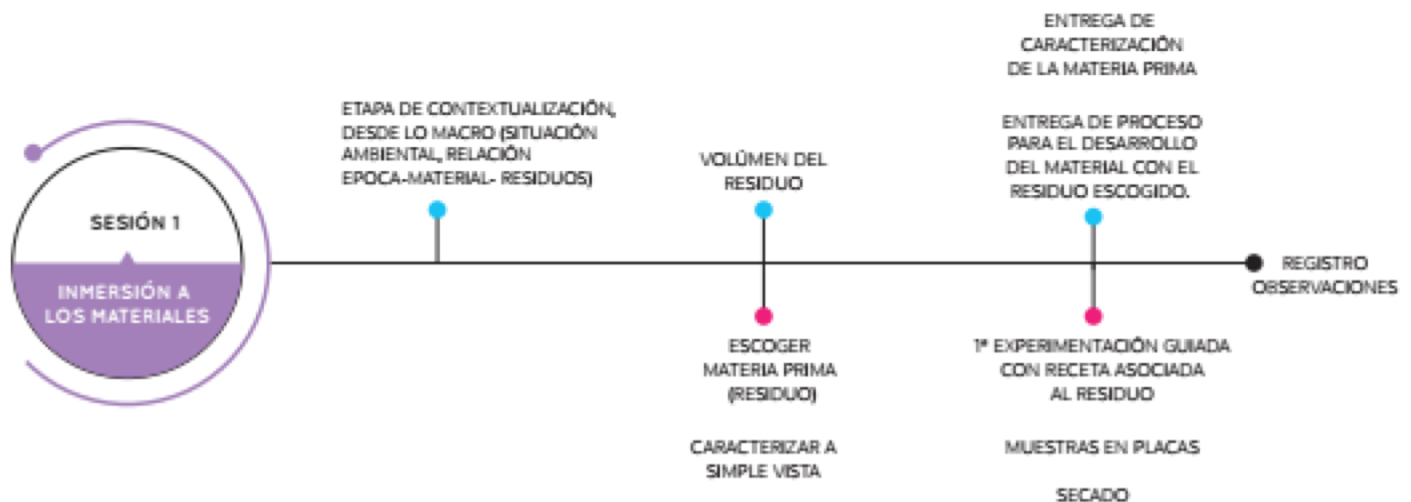 SESIÓN 1
INMERSIÓN A
LOS MATERIALES
ETAPA DE CONTEXTUALIZACIÓN,
DESDE LO MACRO (SITUACIÓN
AMBIENTAL, RELACIÓN
EPOCA-MATERIAL- RESIDUOS)
VOLÚMEN DEL
RESIDUO
ESCOGER
MATERIA PRIMA
(RESIDUO)
CARACTERIZAR A
SIMPLE VISTA
ENTREGA DE
CARACTERIZACIÓN
DE LA MATERIA PRIMA
ENTREGA DE PROCESO
PARA EL DESARROLLO
DEL MATERIAL CON EL
RESIDUO ESCOGIDO.
1ª EXPERIMENTACIÓN GUIADA
CON RECETA ASOCIADA
AL RESIDUO
MUESTRAS EN PLACAS
SECADO
REGISTRO
OBSERVACIONES